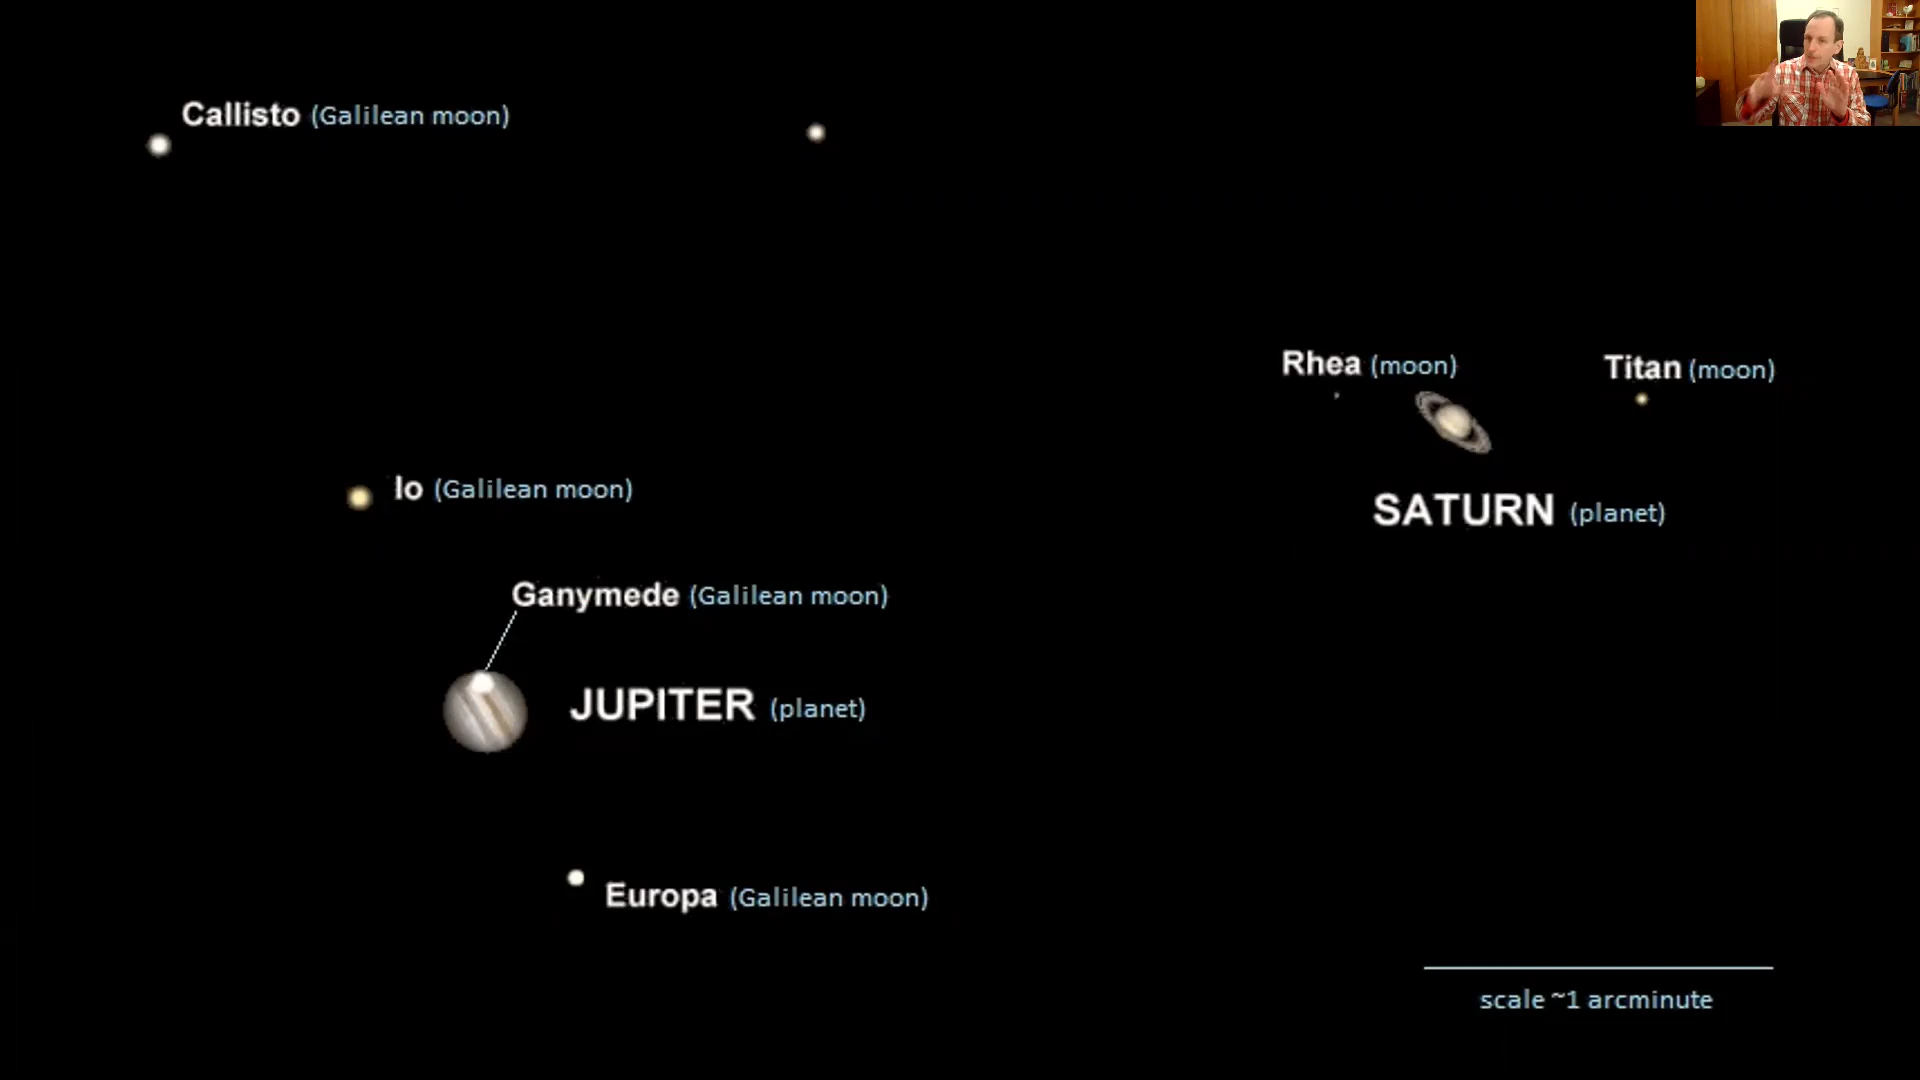 Callisto (Galilean moon)
Rhea (moon)
Titan (moon)
Io (Galilean moon)
SATURN (planet)
Ganymede (Galilean moon)
JUPITER (planet)
Europa (Galilean moon)
scale ~1 arcminute